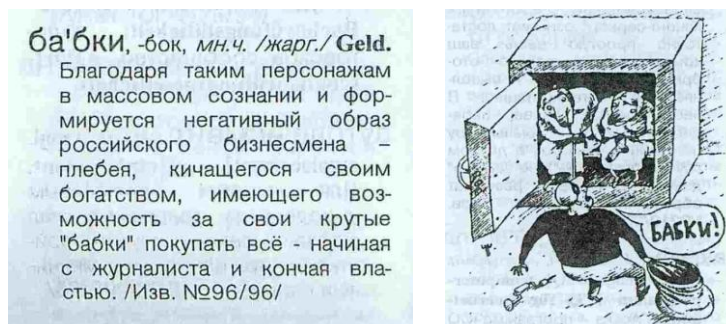 ба'бки, -бок, мн.ч. /жарг./ Geld.
Благодаря таким персонажам
в массовом сознании и фор-
мируется негативный образ
российского бизнесмена –
плебея, кичащегося своим
богатством, имеющего воз-
можность за свои крутые
"бабки" покупать всё - начиная
с журналиста и кончая вла-
стью. /Изв. №96/96/
БАБКИ!